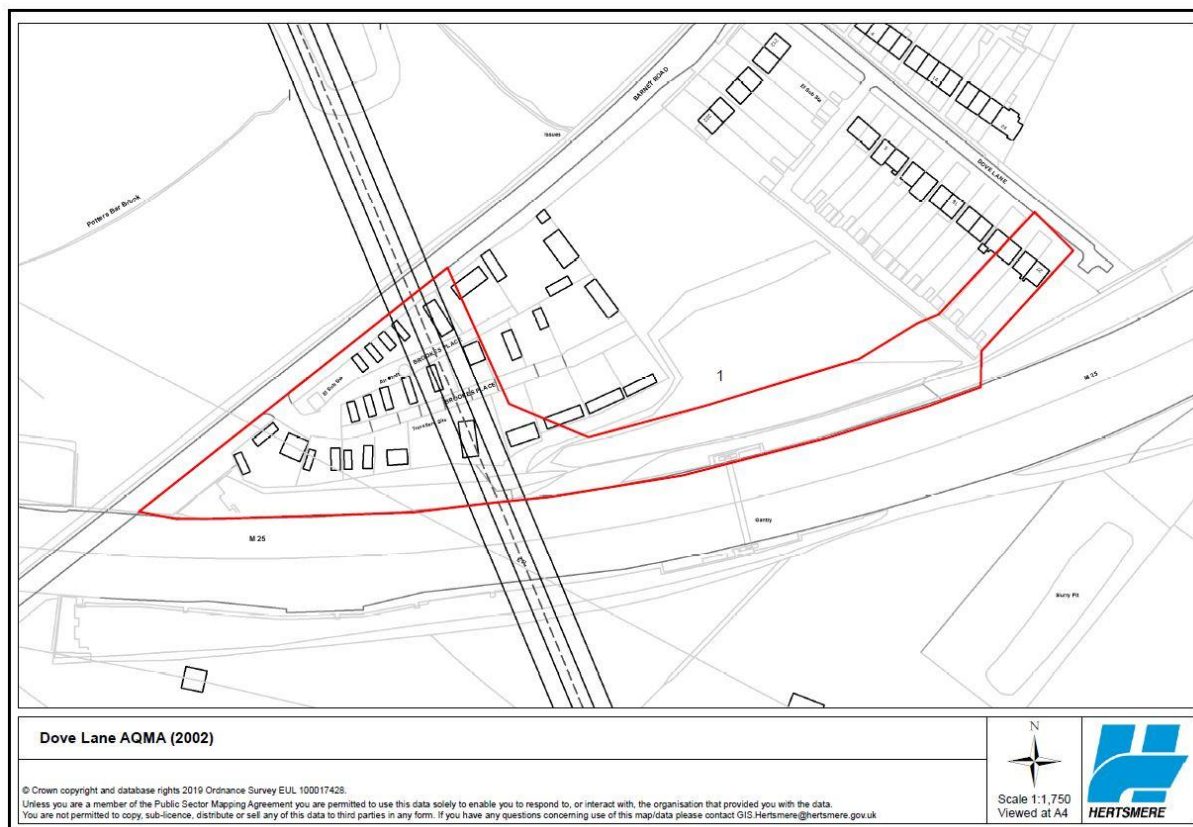 BARNET ROAD
Issues
Potters Bar Brook
El Sub Sta
DOVE LANE
BROOKES PLACE
El Sub Sta
BROOKES PLACE
Travellers Site
1
M 25
M 25
Gantry
Slurry Pit
Dove Lane AQMA (2002)
N
© Crown copyright and database rights 2019 Ordnance Survey EUL 100017428.
Unless you are a member of the Public Sector Mapping Agreement you are permitted to use this data solely to enable you to respond to, or interact with, the organisation that provided you with the data.
You are not permitted to copy, sub-licence, distribute or sell any of this data to third parties in any form. If you have any questions concerning use of this map/data please contact GIS.Hertsmere@hertsmere.gov.uk
Scale 1:1,750
Viewed at A4
HERTSMERE